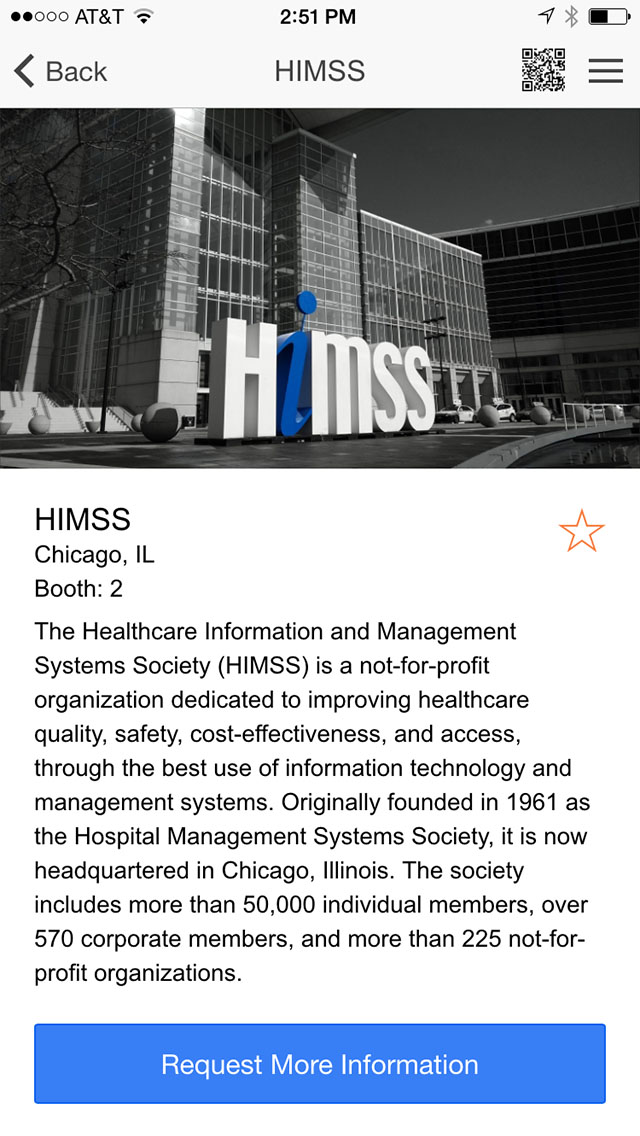 AT&T 2:51 PM
Back HIMSS
Himss
HIMSS
Chicago, IL
Booth: 2
The Healthcare Information and Management
Systems Society (HIMSS) is a not-for-profit
organization dedicated to improving healthcare
quality, safety, cost-effectiveness, and access,
through the best use of information technology and
management systems. Originally founded in 1961 as
the Hospital Management Systems Society, it is now
headquartered in Chicago, Illinois. The society
includes more than 50,000 individual members, over
570 corporate members, and more than 225 not-for-
profit organizations.
Request More Information